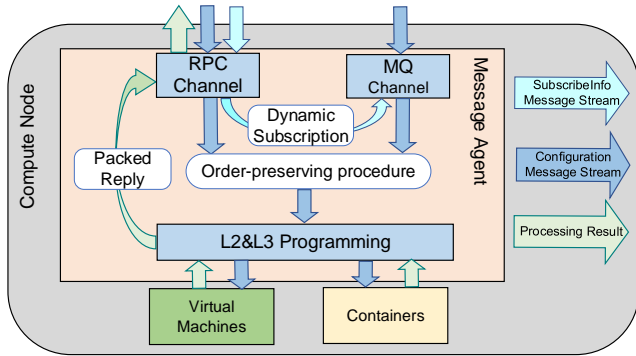 RPC
Channel
MQ
Channel
Message Agent
SubscribeInfo
Message Stream
Dynamic
Subscription
Compute Node
Packed
Reply
Order-preserving procedure
Configuration
Message Stream
L2&L3 Programming
Processing Result
Virtual
Machines
Containers